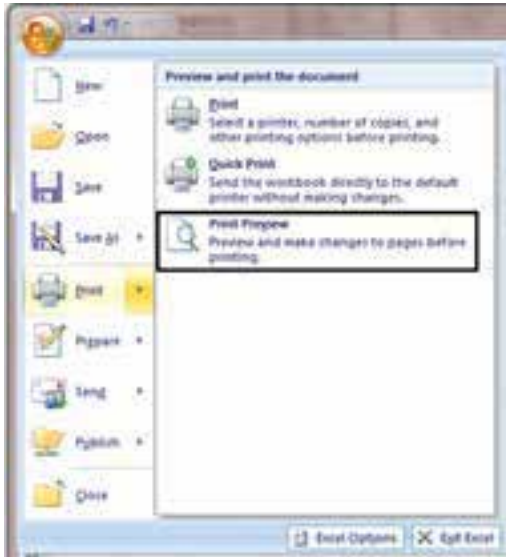 New
Open
Save
Save As
Print
Prepare
Send
Publish
Close
Preview and print the document
Print
Select a printer, number of copies, and
other printing options before printing.
Quick Print
Send the workbook directly to the default
printer without making changes.
Print Preview
Preview and make changes to pages before
printing.
Excel Options
Exit Excel